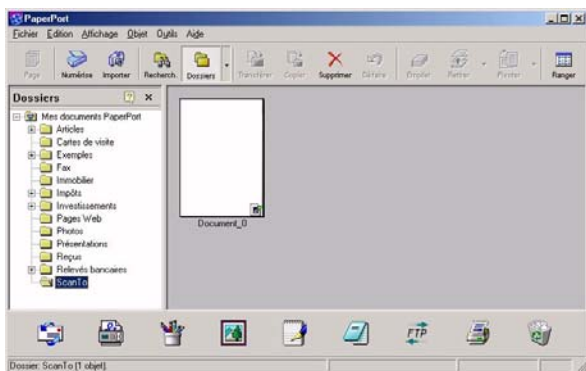 PaperPort
Fichier Édition Affichage Objet Outils Aide
Page Numérise Importer Recherch. Dossiers Transférer Copier Supprimer Défaire Empiler Retirer Pivoter Ranger
Dossiers
Mes documents PaperPort
Articles
Cartes de visite
Exemples
Fax
Immobilier
Impôts
Investissements
Pages Web
Photos
Présentations
Reçus
Relevés bancaires
ScanTo
Document_0
FTP
Dossier: ScanTo [1 objet]